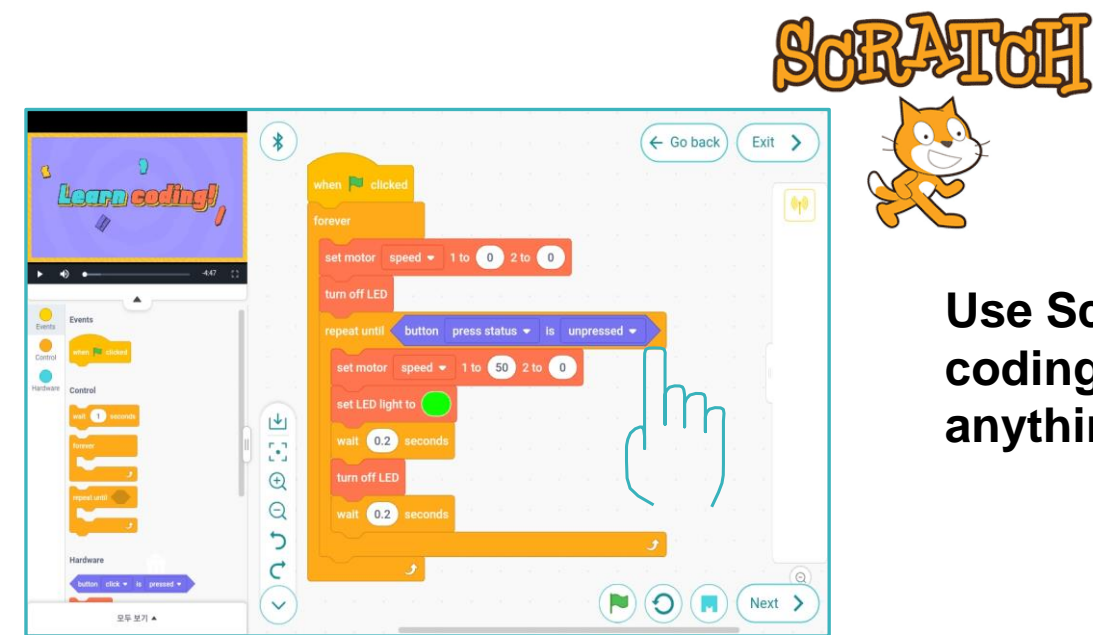 SCRATCH
Learn coding!
-4:47
Go back
Exit
when clicked
forever
set motor speed 1 to 0 2 to 0
turn off LED
repeat until button press status is unpressed
set motor speed 1 to 50 2 to 0
set LED light to
wait 0.2 seconds
turn off LED
wait 0.2 seconds
Next
Events
Control
Hardware
Events
when clicked
Control
wait 1 seconds
forever
repeat until
Hardware
button click is pressed
모두 보기
Use Sc
coding
anythin